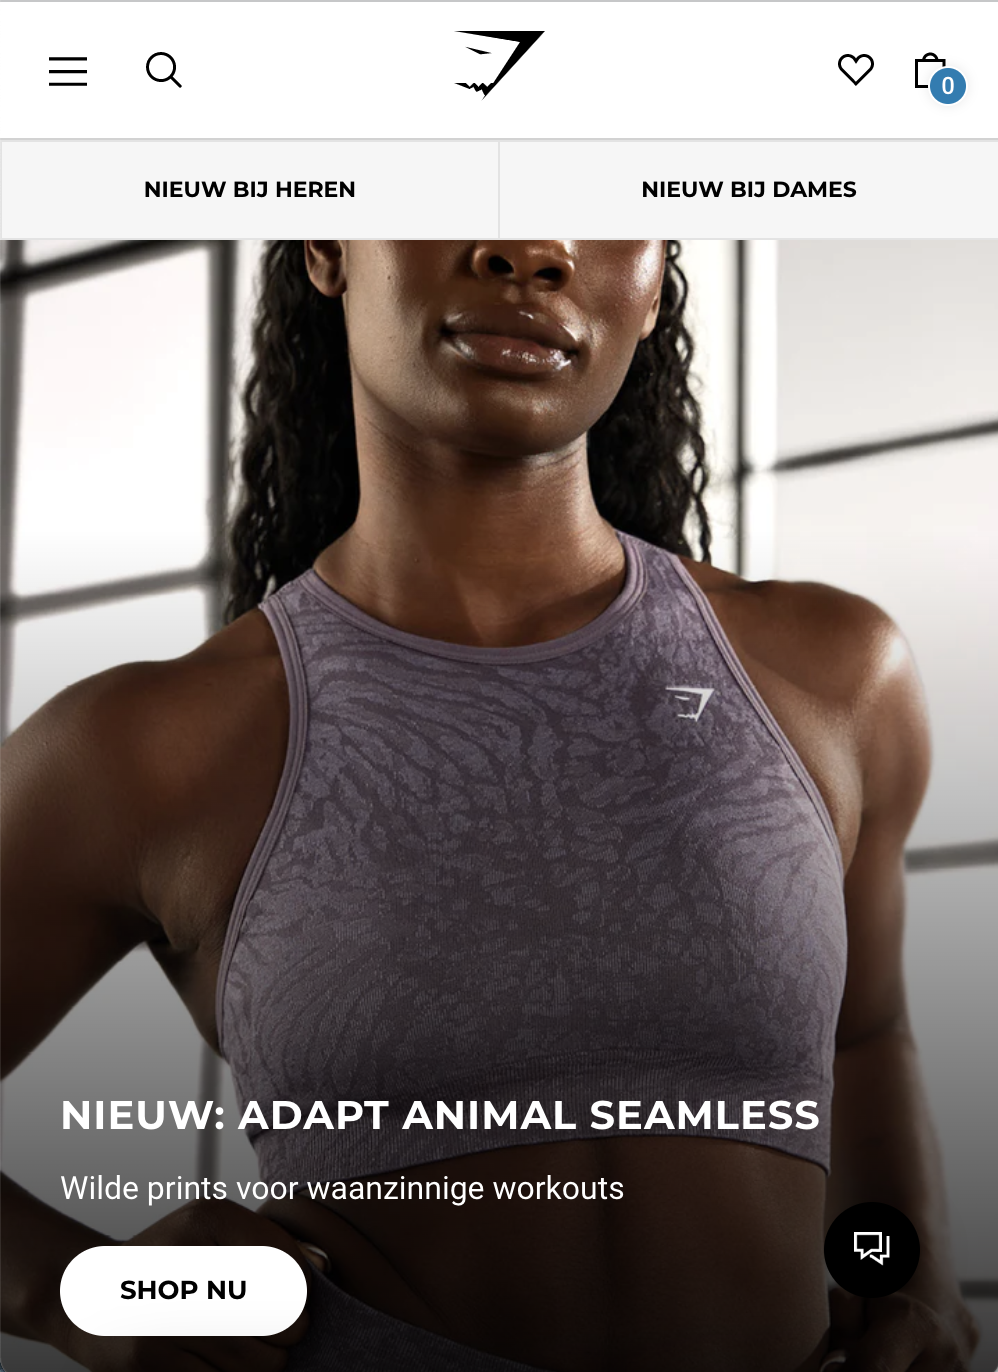 0
NIEUW BIJ HEREN
NIEUW BIJ DAMES
NIEUW: ADAPT ANIMAL SEAMLESS
Wilde prints voor waanzinnige workouts
SHOP NU